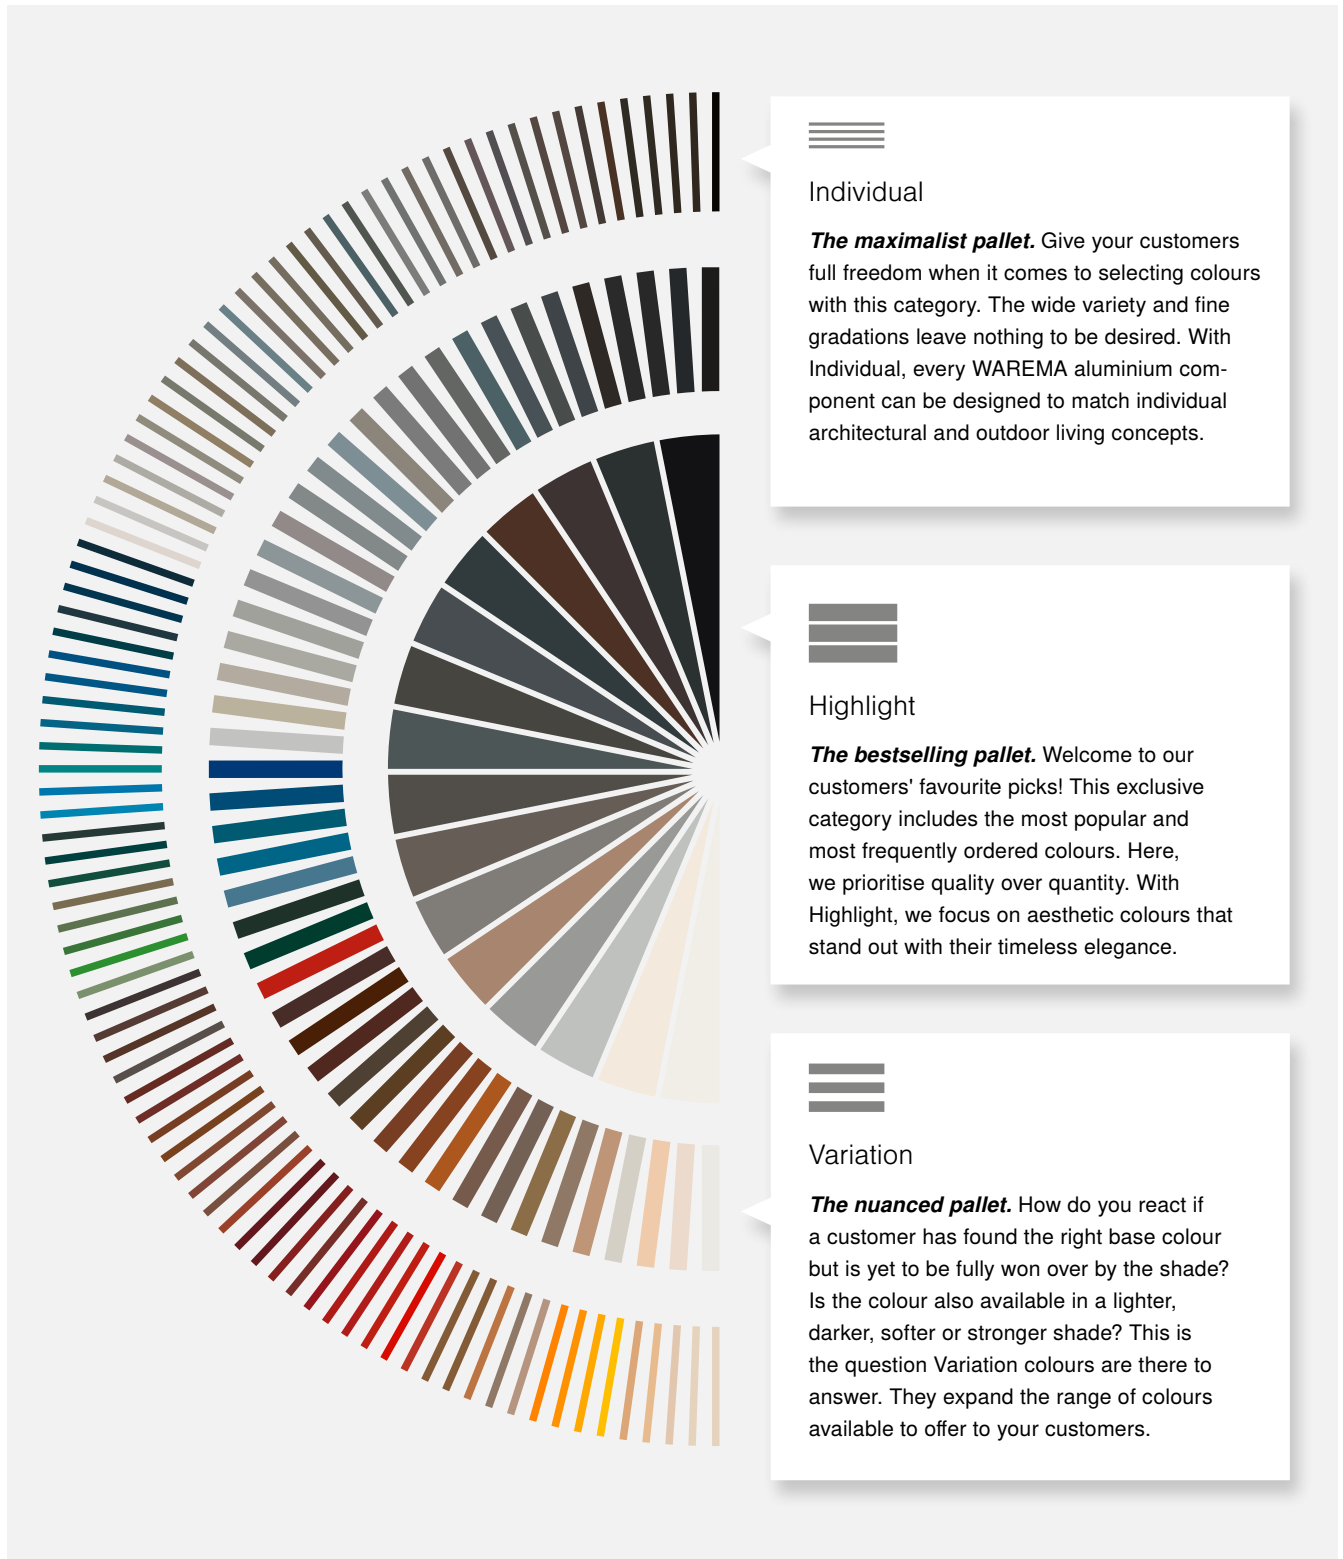 Individual
The maximalist pallet. Give your customers
full freedom when it comes to selecting colours
with this category. The wide variety and fine
gradations leave nothing to be desired. With
Individual, every WAREMA aluminium com-
ponent can be designed to match individual
architectural and outdoor living concepts.
Highlight
The bestselling pallet. Welcome to our
customers' favourite picks! This exclusive
category includes the most popular and
most frequently ordered colours. Here,
we prioritise quality over quantity. With
Highlight, we focus on aesthetic colours that
stand out with their timeless elegance.
Variation
The nuanced pallet. How do you react if
a customer has found the right base colour
but is yet to be fully won over by the shade?
Is the colour also available in a lighter,
darker, softer or stronger shade? This is
the question Variation colours are there to
answer. They expand the range of colours
available to offer to your customers.